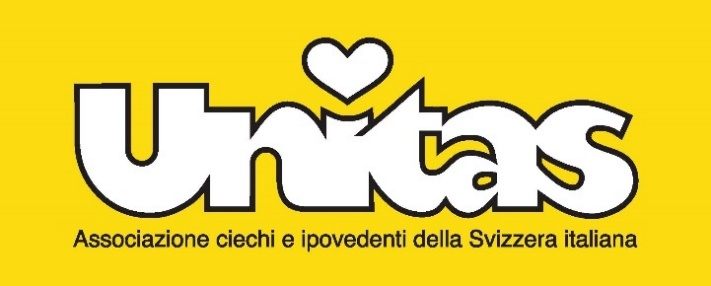 Unitas
Associazione ciechi e ipovedenti della Svizzera italiana